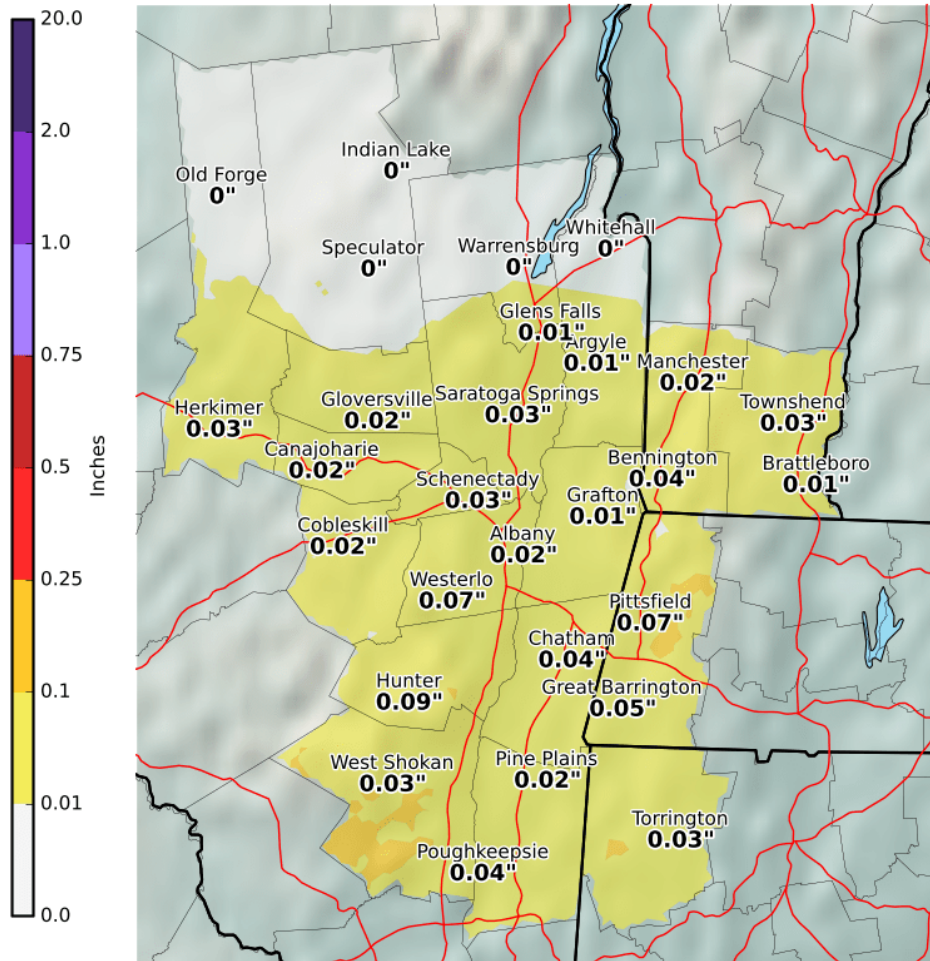 20.0
2.0
1.0
0.75
0.5
0.25
0.1
0.01
0.0
Inches
Indian Lake
0"
Old Forge
0"
Whitehall
0"
Speculator
0"
Warrensburg
0"
Glens Falls
0.01"
Argyle
0.01"
Manchester
0.02"
Saratoga Springs
0.03"
Gloversville
0.02"
Townshend
0.03"
Herkimer
0.03"
Canajoharie
0.02"
Bennington
0.04"
Brattleboro
0.01"
Schenectady
0.03"
Grafton
0.01"
Cobleskill
0.02"
Albany
0.02"
Westerlo
0.07"
Pittsfield
0.07"
Chatham
0.04"
Hunter
0.09"
Great Barrington
0.05"
West Shokan
0.03"
Pine Plains
0.02"
Torrington
0.03"
Poughkeepsie
0.04"